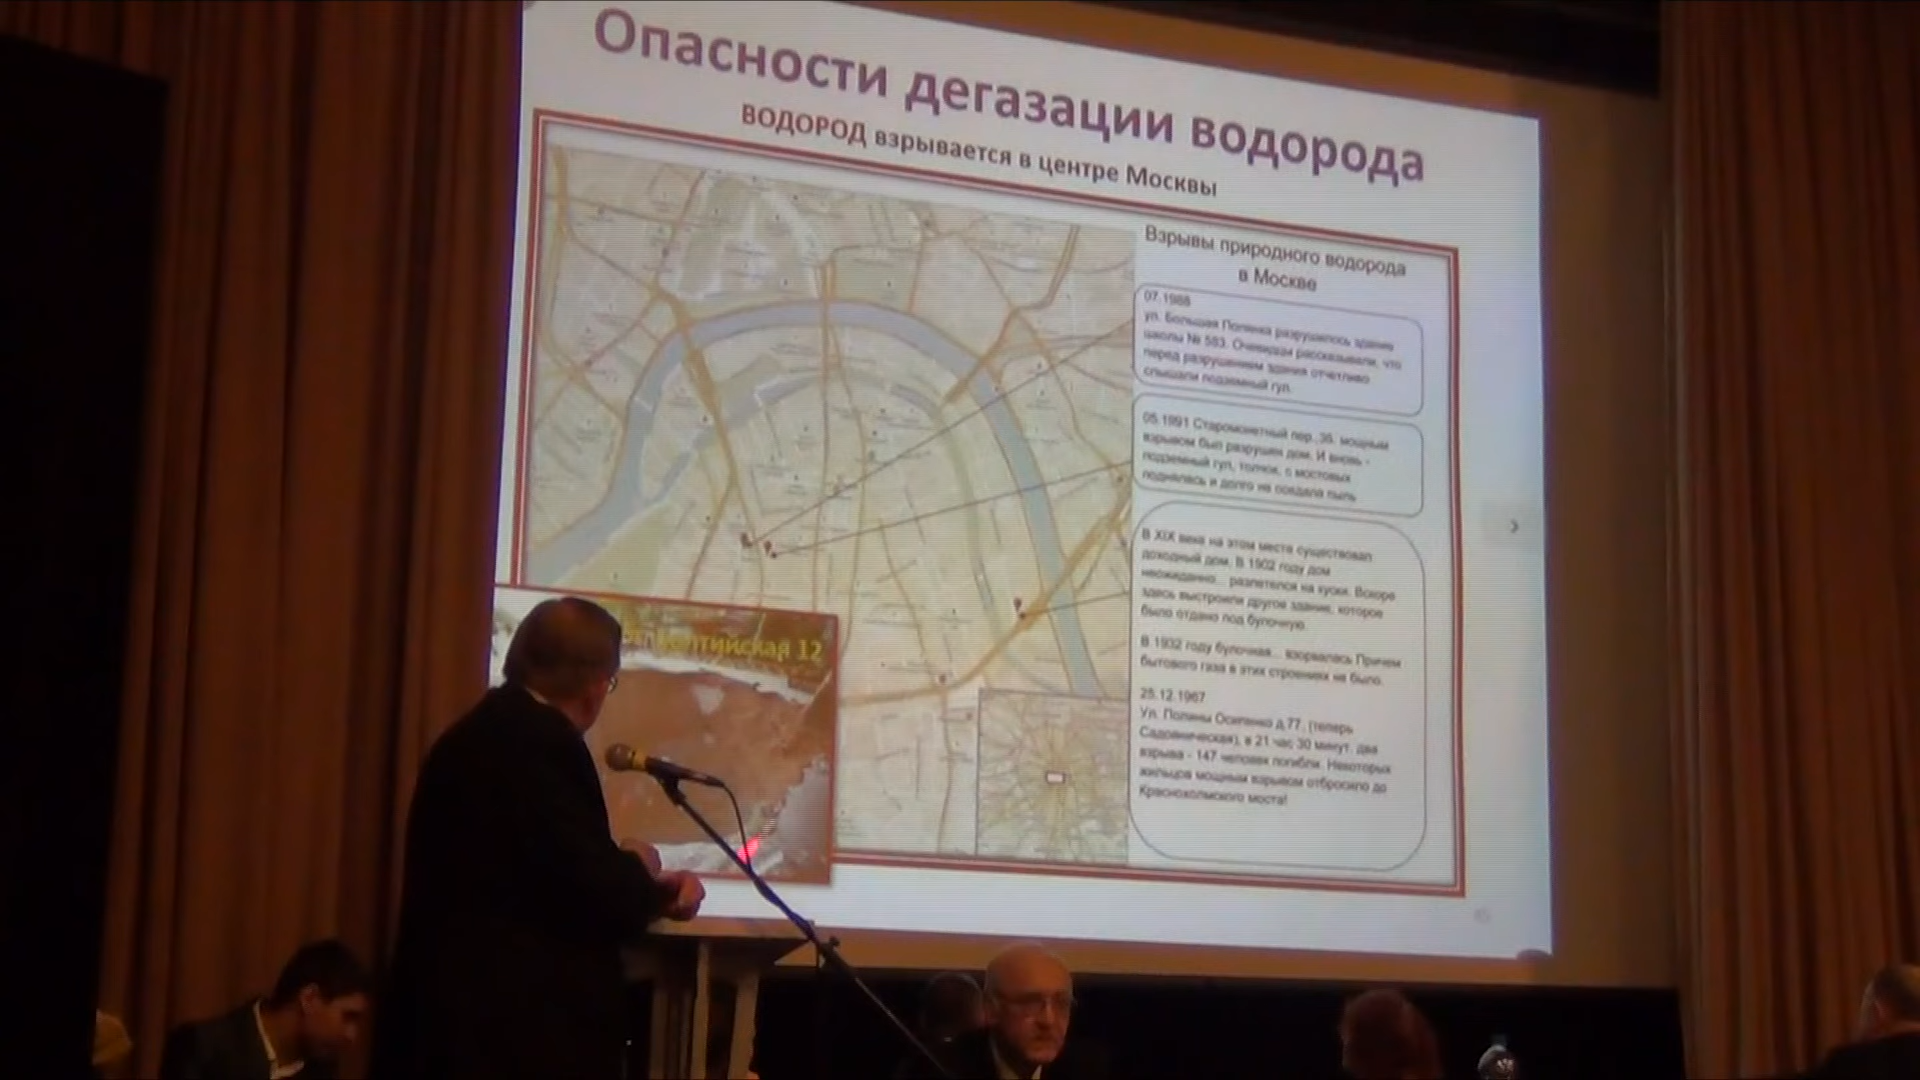 Опасности дегазации водорода
ВОДОРОД взрывается в центре Москвы
Взрывы природного водорода
в Москве
07.1988
ул. Большая Полянка разрушилось здание
школы № 583. Очевидцы рассказывали, что
перед разрушением здания отчетливо
слышали подземный гул.
05.1991 Старомонетный пер., 36. мощным
взрывом был разрушен дом. И вновь -
подземный гул, толчок, с мостовых
поднялась и долго не оседала пыль
В XIX веке на этом месте существовал
доходный дом. В 1902 году дом
неожиданно... разлетелся на куски. Вскоре
здесь выстроили другое здание, которое
было отдано под булочную.
В 1932 году булочная... взорвалась Причем
бытового газа в этих строениях не было.
25.12.1967
Ул. Полины Осипенко д.77, (теперь
Садовническая), в 21 час 30 минут. два
взрыва - 147 человек погибли. Некоторых
жильцов мощным взрывом отбросило до
Краснохолмского моста!
12